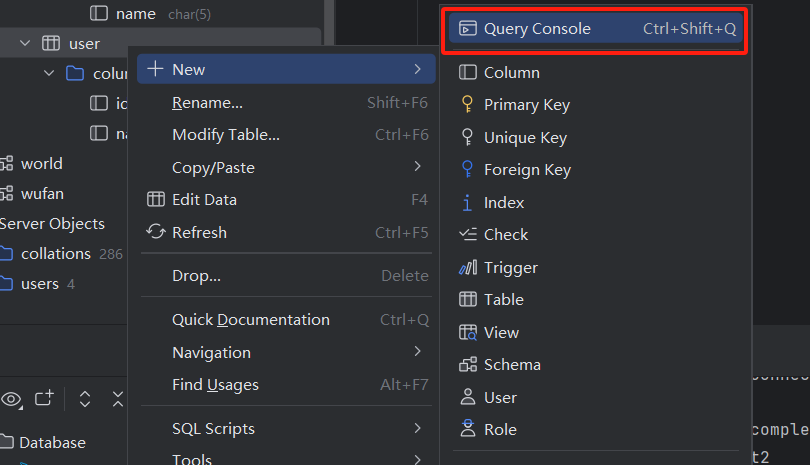 name char(5)
user
colu
ic
na
world
wufan
Server Objects
collations 286
users 4
Database
New
Rename... Shift+F6
Modify Table... Ctrl+F6
Copy/Paste
Edit Data F4
Refresh Ctrl+F5
Drop... Delete
Quick Documentation Ctrl+Q
Navigation
Find Usages Alt+F7
SQL Scripts
Tools
Query Console Ctrl+Shift+Q
Column
Primary Key
Unique Key
Foreign Key
Index
Check
Trigger
Table
View
Schema
User
Role
onnec
comple
t2